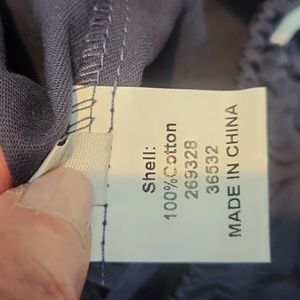 Shell:
100%Cotton
269328
36532
MADE IN CHINA